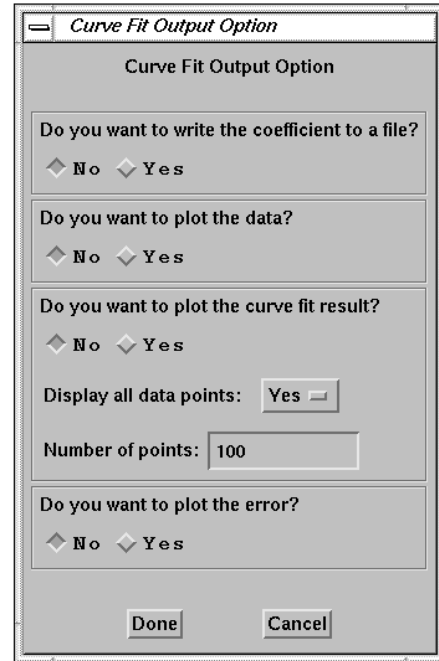 Curve Fit Output Option
Curve Fit Output Option
Do you want to write the coefficient to a file?
No Yes
Do you want to plot the data?
No Yes
Do you want to plot the curve fit result?
No Yes
Display all data points: Yes
Number of points: 100
Do you want to plot the error?
No Yes
Done Cancel